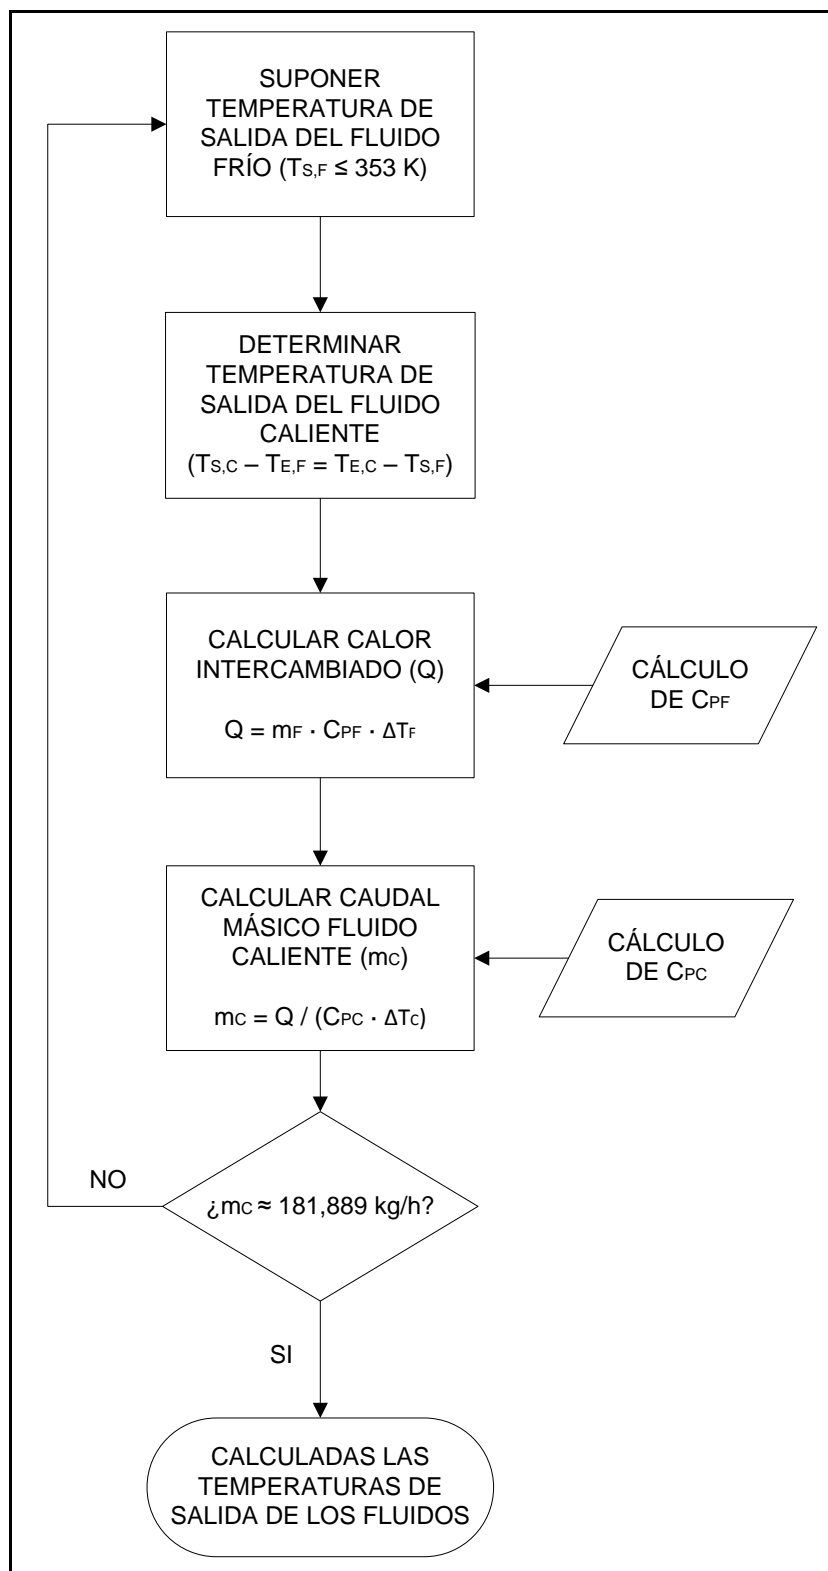 SUPONER
TEMPERATURA DE
SALIDA DEL FLUIDO
FRÍO (TS,F ≤ 353 K)
DETERMINAR
TEMPERATURA DE
SALIDA DEL FLUIDO
CALIENTE
(TS,C – TE,F = TE,C – TS,F)
CALCULAR CALOR
INTERCAMBIADO (Q)
Q = mF · CPF · ΔTF
CÁLCULO
DE CPF
CALCULAR CAUDAL
MÁSICO FLUIDO
CALIENTE (mC)
mC = Q / (CPC · ΔTC)
CÁLCULO
DE CPC
NO
¿mC ≈ 181,889 kg/h?
SI
CALCULADAS LAS
TEMPERATURAS DE
SALIDA DE LOS FLUIDOS